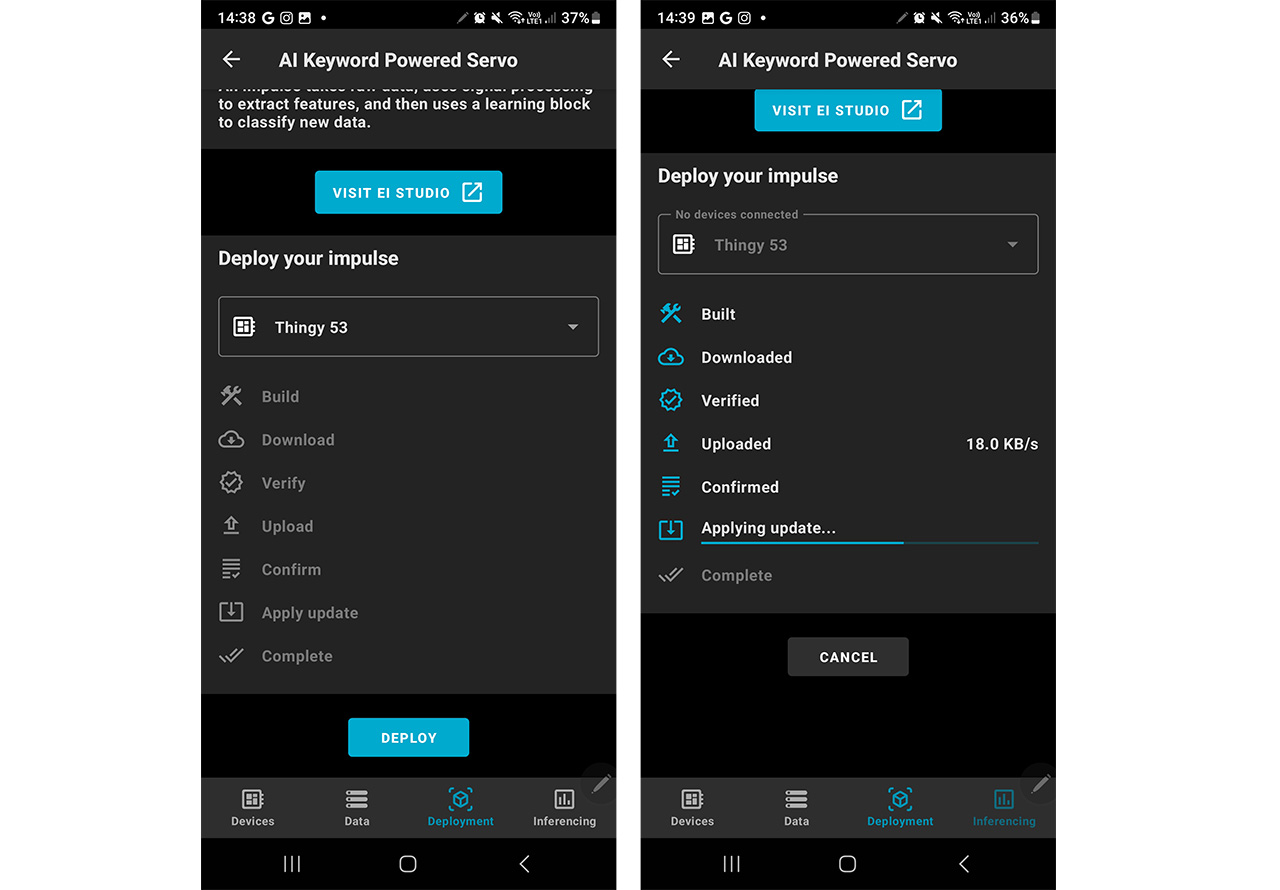 14:38
37%
AI Keyword Powered Servo
An impulse takes raw data, uses signal processing
to extract features, and then uses a learning block
to classify new data.
VISIT EI STUDIO
Deploy your impulse
Thingy 53
Build
Download
Verify
Upload
Confirm
Apply update
Complete
DEPLOY
Devices Data Deployment Inferencing
14:39
36%
AI Keyword Powered Servo
VISIT EI STUDIO
Deploy your impulse
No devices connected
Thingy 53
Built
Downloaded
Verified
Uploaded 18.0 KB/s
Confirmed
Applying update...
Complete
CANCEL
Devices Data Deployment Inferencing